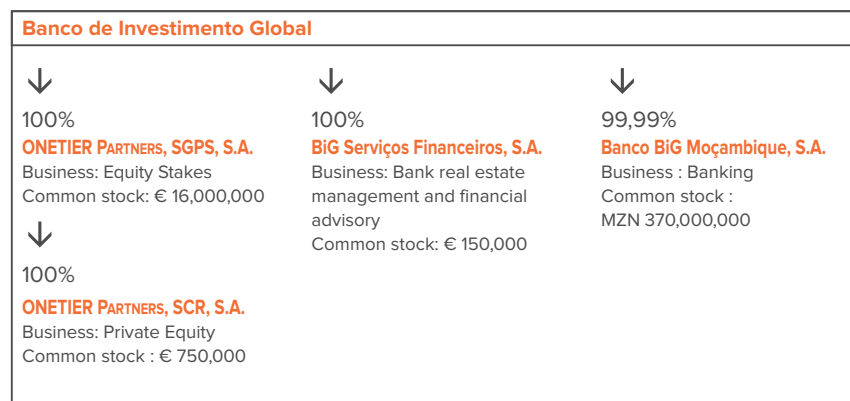 Banco de Investimento Global
100%
ONETIER PARTNERS, SGPS, S.A.
Business: Equity Stakes
Common stock: € 16,000,000
100%
ONETIER PARTNERS, SCR, S.A.
Business: Private Equity
Common stock : € 750,000
100%
BiG Serviços Financeiros, S.A.
Business: Bank real estate
management and financial
advisory
Common stock: € 150,000
99,99%
Banco BiG Moçambique, S.A.
Business : Banking
Common stock :
MZN 370,000,000